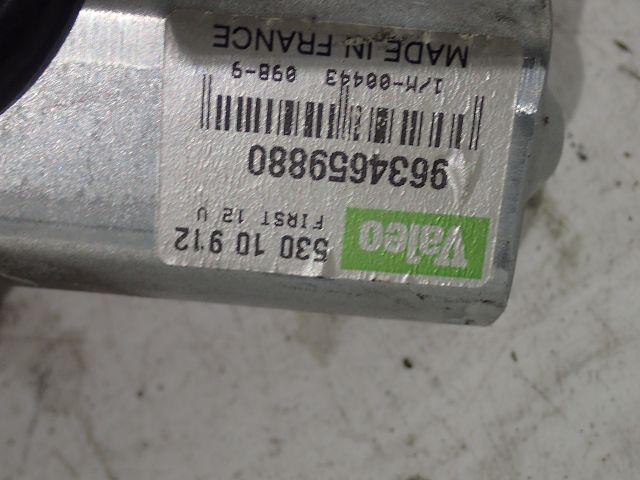 Valeo
530 10 912
FIRST 12 V
9634659880
1/M-00443 098-9
MADE IN FRANCE